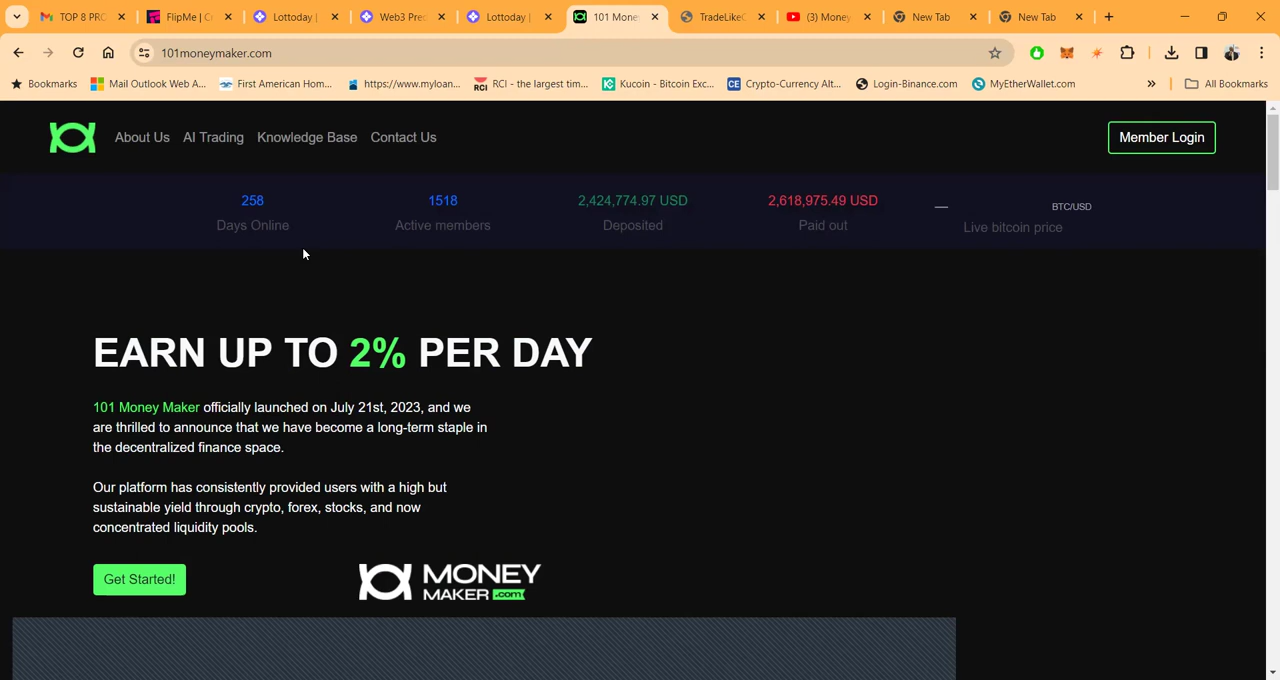 TOP 8 PRO
FlipMe | C
Lottoday |
Web3 Pre
Lottoday |
101 Mone
TradeLikeC
(3) Money
New Tab
New Tab
101moneymaker.com
Bookmarks
Mail Outlook Web A...
First American Hom...
https://www.myloan...
RCI - the largest tim...
Kucoin - Bitcoin Exc...
Crypto-Currency Alt...
Login-Binance.com
MyEtherWallet.com
All Bookmarks
About Us
AI Trading
Knowledge Base
Contact Us
Member Login
258
Days Online
1518
Active members
2,424,774.97 USD
Deposited
2,618,975.49 USD
Paid out
— BTC/USD
Live bitcoin price
EARN UP TO 2% PER DAY
101 Money Maker officially launched on July 21st, 2023, and we
are thrilled to announce that we have become a long-term staple in
the decentralized finance space.
Our platform has consistently provided users with a high but
sustainable yield through crypto, forex, stocks, and now
concentrated liquidity pools.
Get Started!
MONEY
MAKER .com